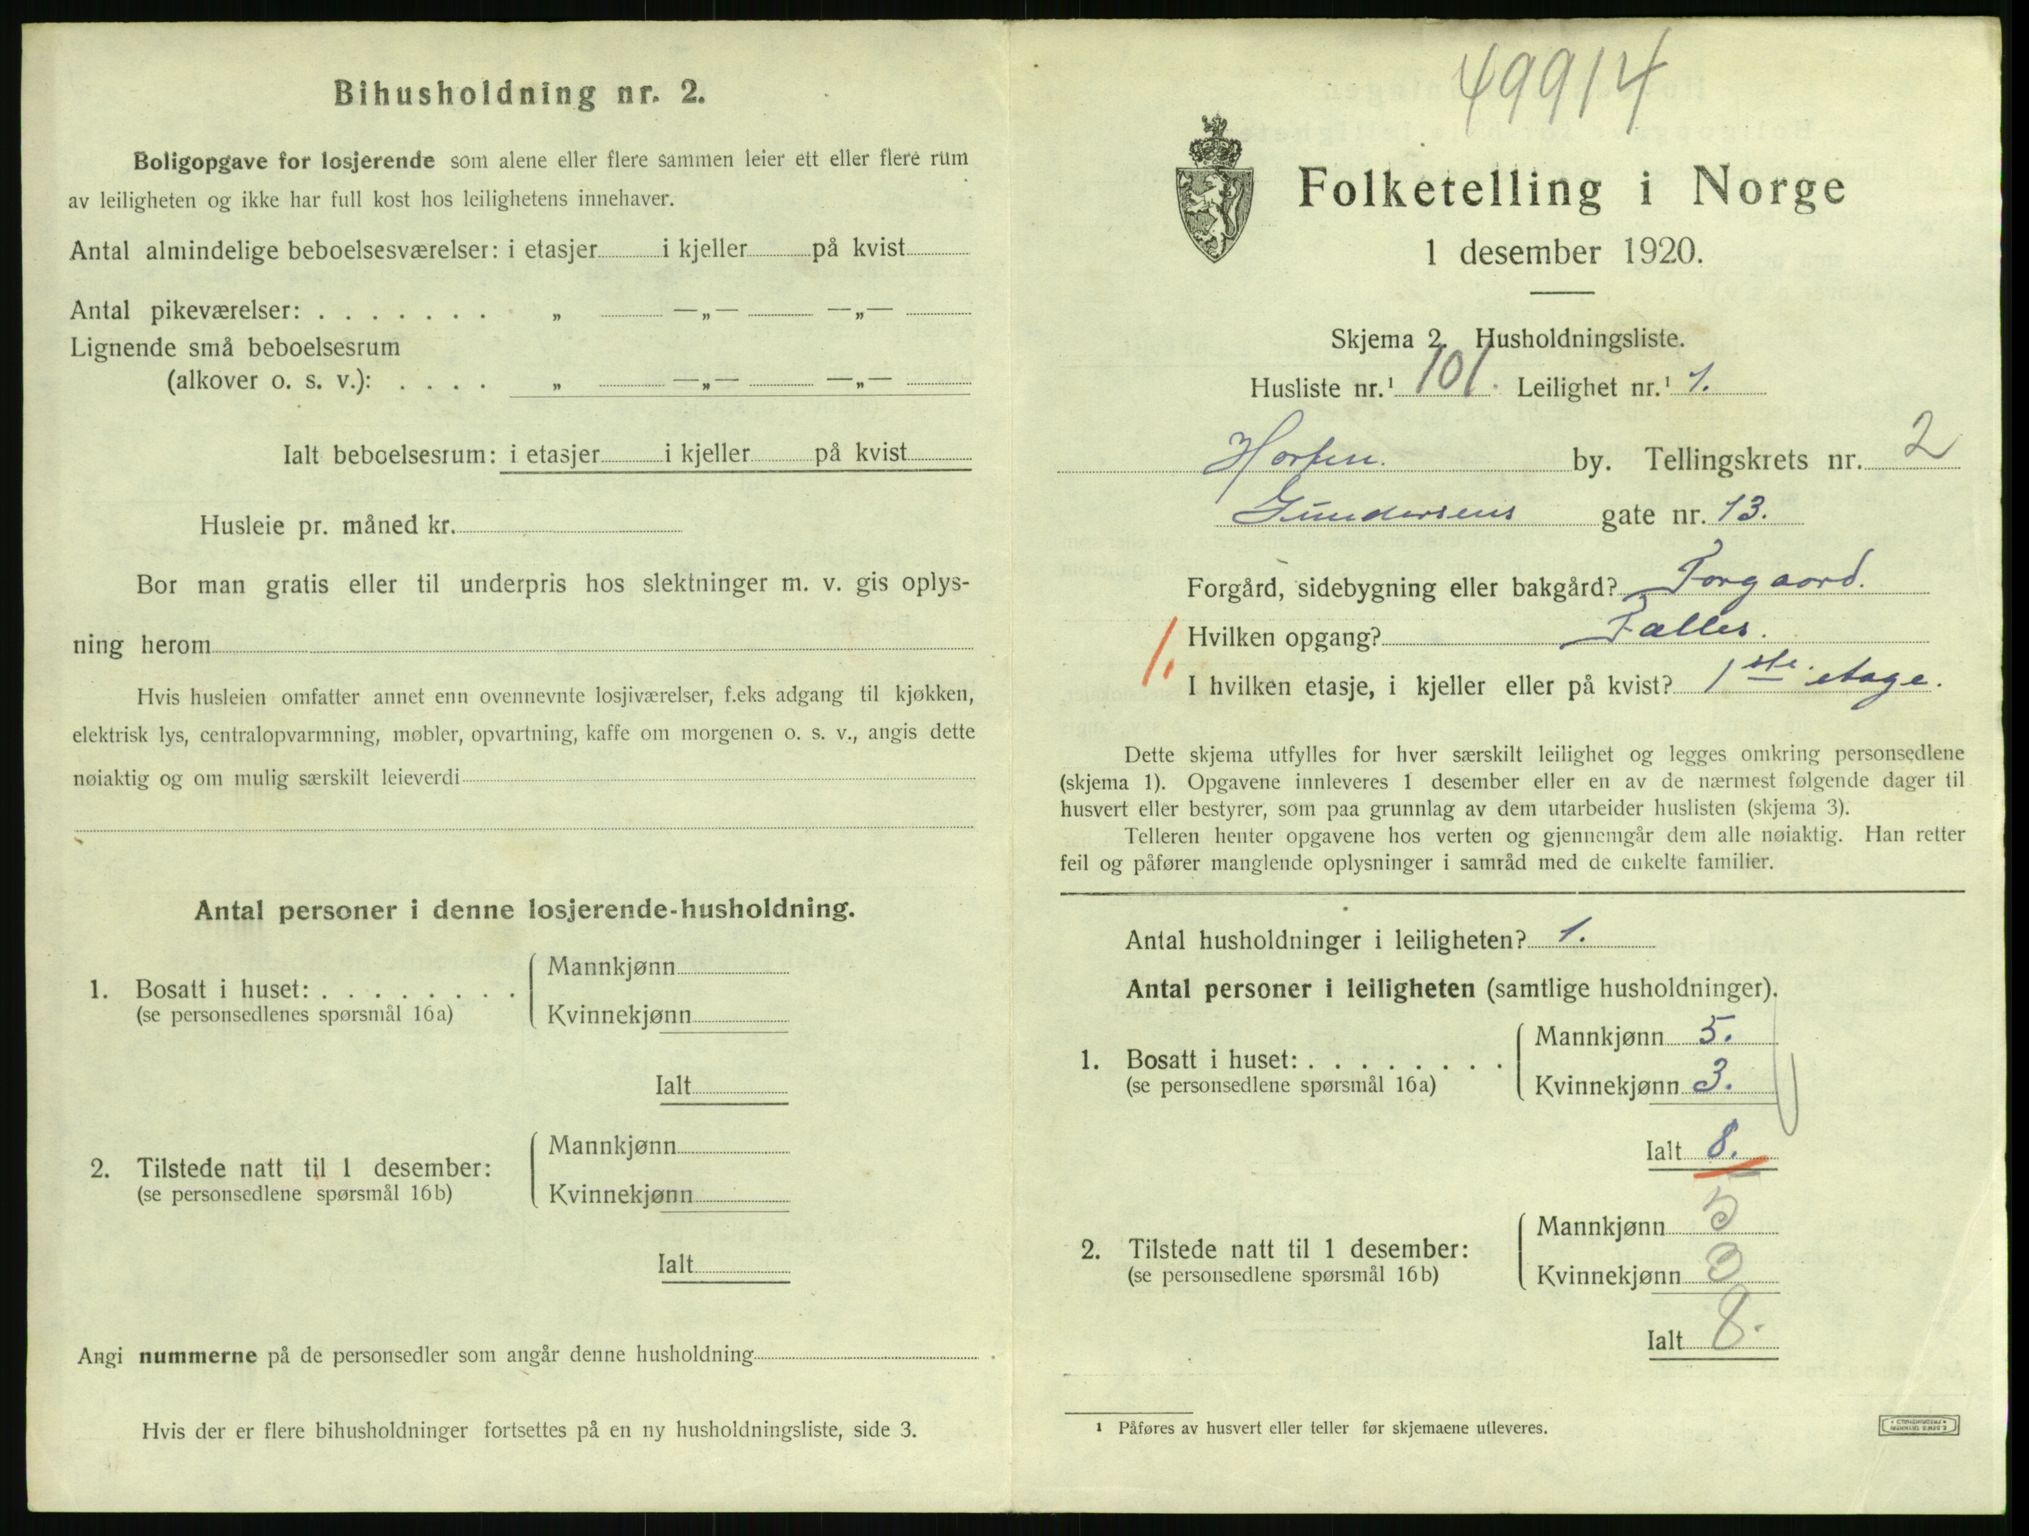 Bihusholdning nr. 2.
Boligopgave for losjerende som alene eller flere sammen leier ett eller flere rum
av leiligheten og ikke har full kost hos leilighetens innehaver.
Antal almindelige beboelsesværelser: i etasjer i kjeller på kvist
Antal pikeværelser: . . . . . . . „ —„— —„—
Lignende små beboelsesrum
(alkover o. s. v.): . . . . „ —„— —„—
Ialt beboelsesrum: i etasjer i kjeller på kvist
Husleie pr. måned kr.
Bor man gratis eller til underpris hos slektninger m. v. gis oplys-
ning herom
Hvis husleien omfatter annet enn ovennevnte losjiværelser, f.eks adgang til kjøkken,
elektrisk lys, centralopvarmning, møbler, opvartning, kaffe om morgenen o. s. v., angis dette
nøiaktig og om mulig særskilt leieverdi
Antal personer i denne losjerende-husholdning.
1. Bosatt i huset: . . . . . . . .
(se personsedlenes spørsmål 16a)
Mannkjønn
Kvinnekjønn
Ialt
2. Tilstede natt til 1 desember:
(se personsedlene spørsmål 16b)
Mannkjønn
Kvinnekjønn
Ialt
Angi nummerne på de personsedler som angår denne husholdning
Hvis der er flere bihusholdninger fortsettes på en ny husholdningsliste, side 3.
49914
Folketelling i Norge
1 desember 1920.
Skjema 2. Husholdningsliste.
Husliste nr.¹ 101. Leilighet nr.¹ 1.
Horten. by. Tellingskrets nr. 2
Gundersens gate nr. 13.
Forgård, sidebygning eller bakgård? Forgaard.
1. Hvilken opgang? Fælles.
I hvilken etasje, i kjeller eller på kvist? 1ste etage.
Dette skjema utfylles for hver særskilt leilighet og legges omkring personsedlene
(skjema 1). Opgavene innleveres 1 desember eller en av de nærmest følgende dager til
husvert eller bestyrer, som paa grunnlag av dem utarbeider huslisten (skjema 3).
Telleren henter opgavene hos verten og gjennemgår dem alle nøiaktig. Han retter
feil og påfører manglende oplysninger i samråd med de enkelte familier.
Antal husholdninger i leiligheten? 1.
Antal personer i leiligheten (samtlige husholdninger).
1. Bosatt i huset: . . . . . . . .
(se personsedlene spørsmål 16a)
Mannkjønn 5.
Kvinnekjønn 3.
Ialt 8.
2. Tilstede natt til 1 desember:
(se personsedlene spørsmål 16b)
Mannkjønn 5
Kvinnekjønn 3
Ialt 8.
¹ Påføres av husvert eller teller før skjemaene utleveres.